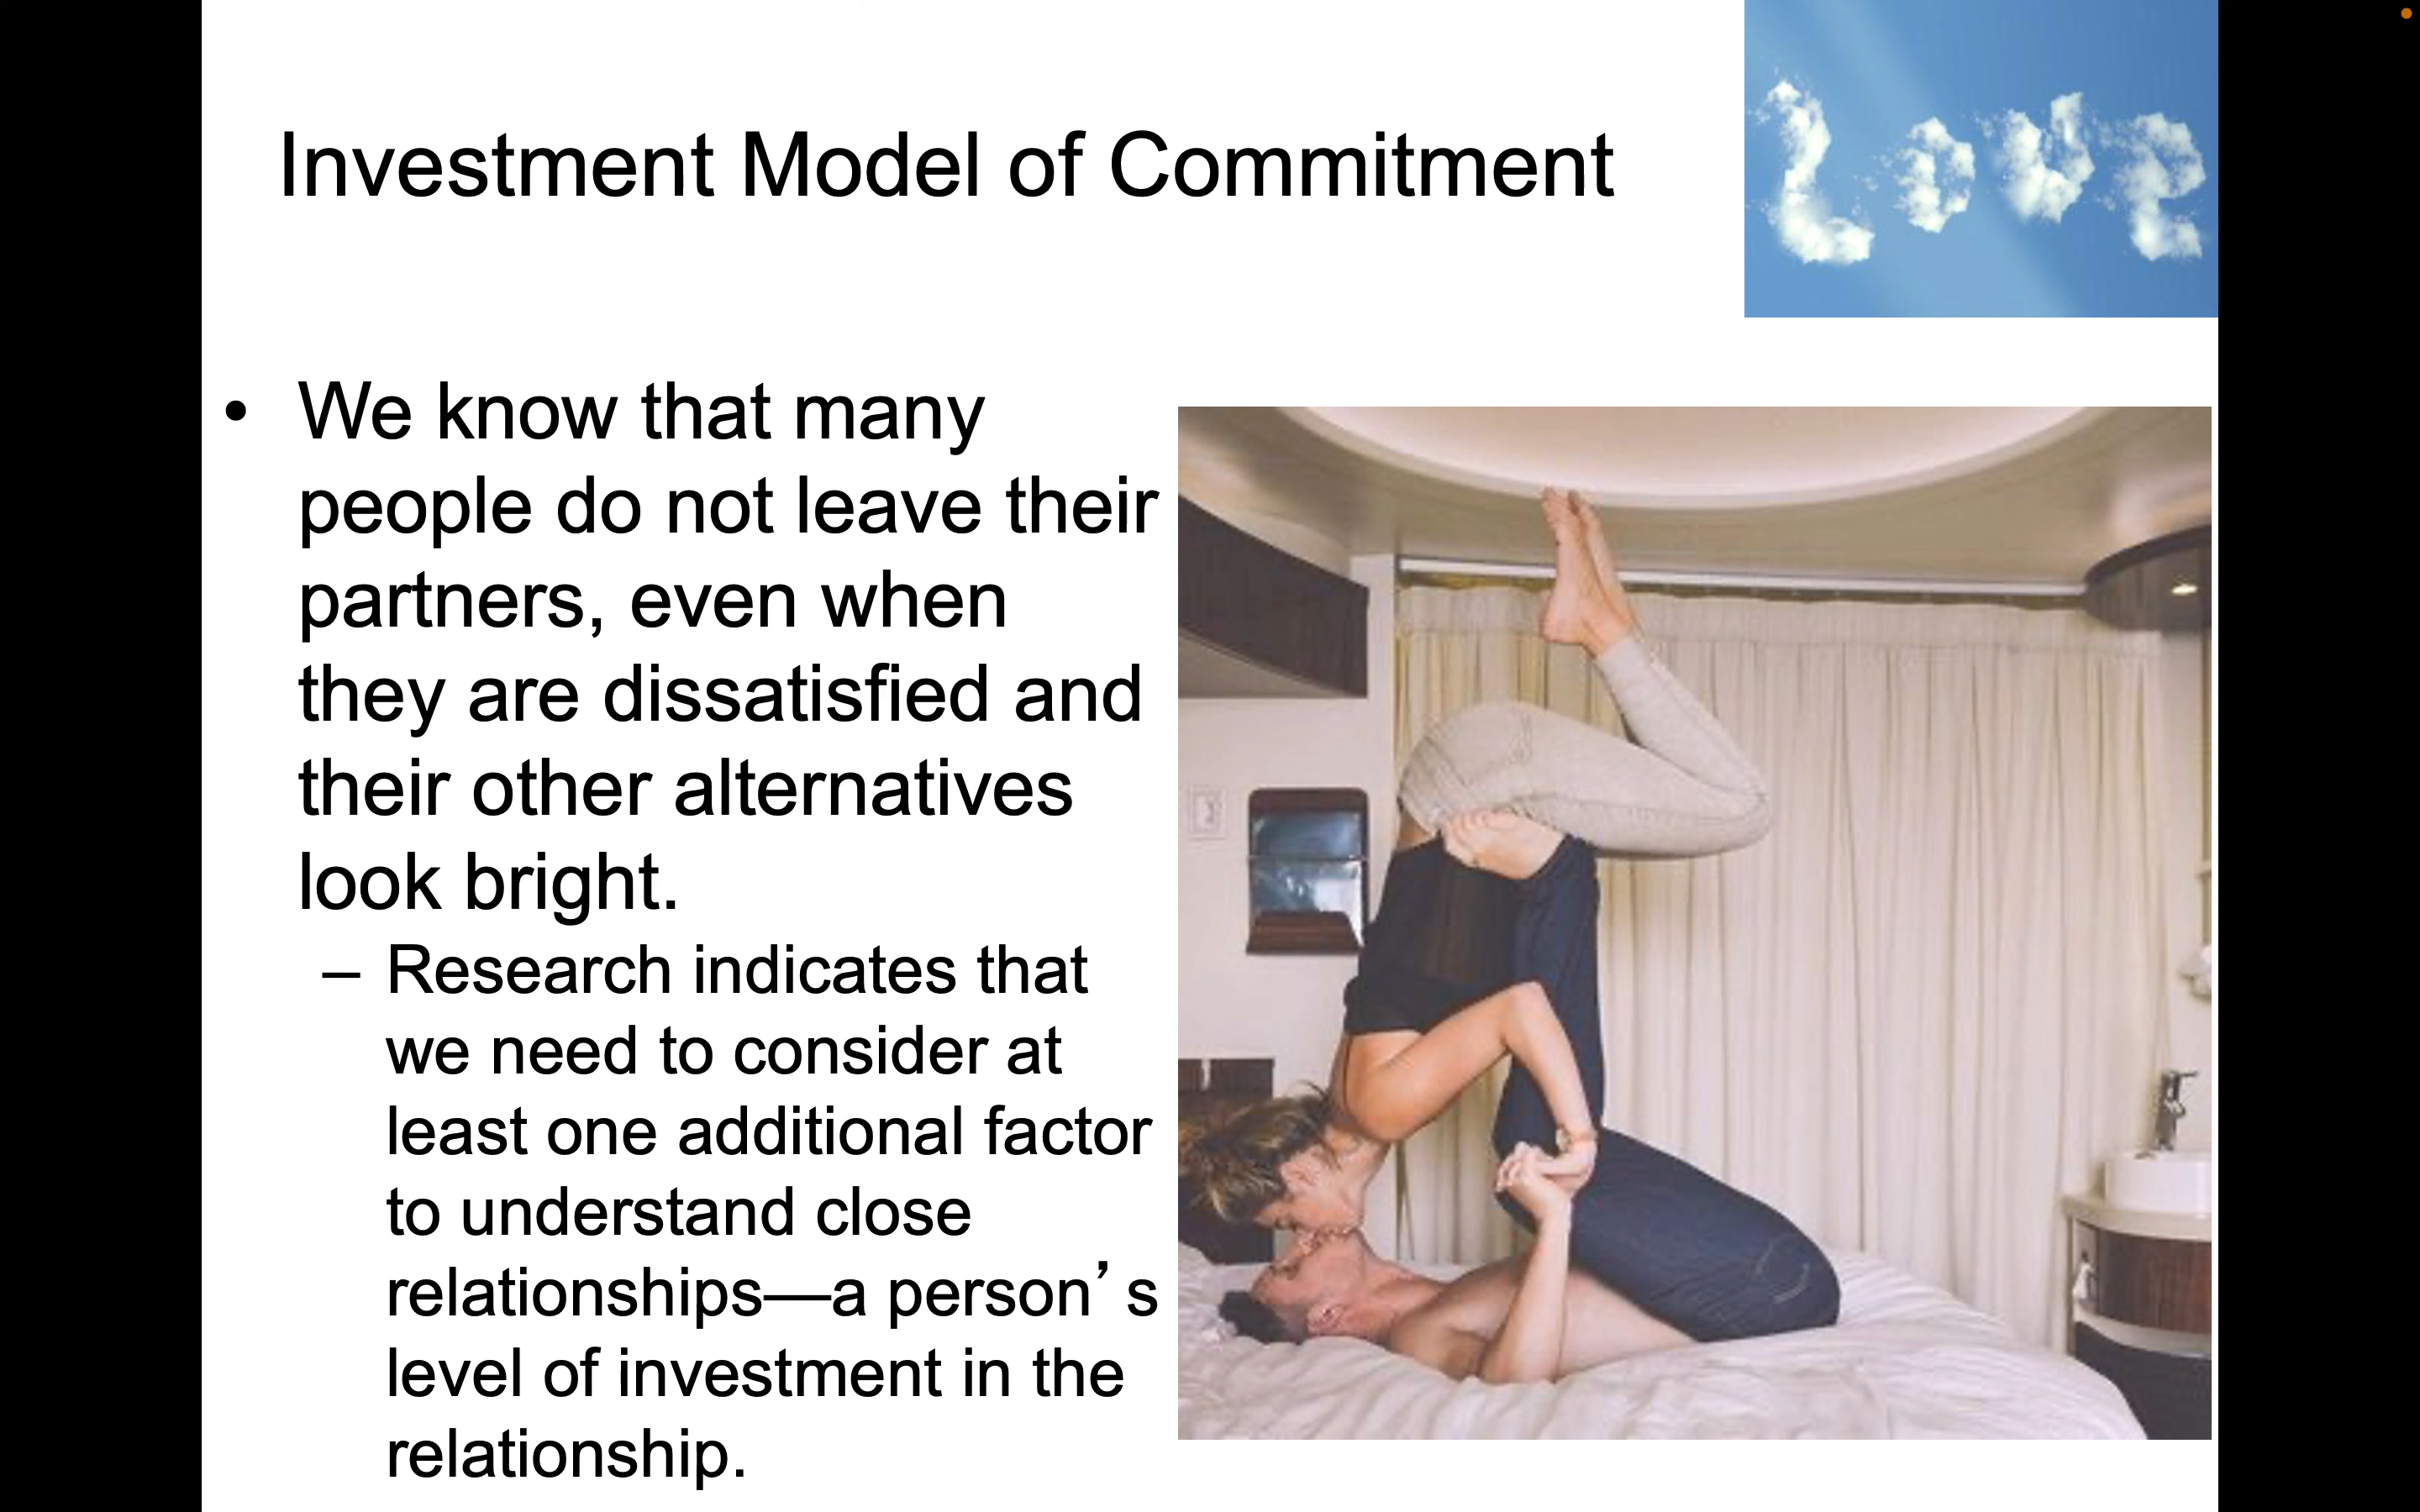 Investment Model of Commitment
Love
• We know that many
people do not leave their
partners, even when
they are dissatisfied and
their other alternatives
look bright.
– Research indicates that
we need to consider at
least one additional factor
to understand close
relationships—a person’s
level of investment in the
relationship.